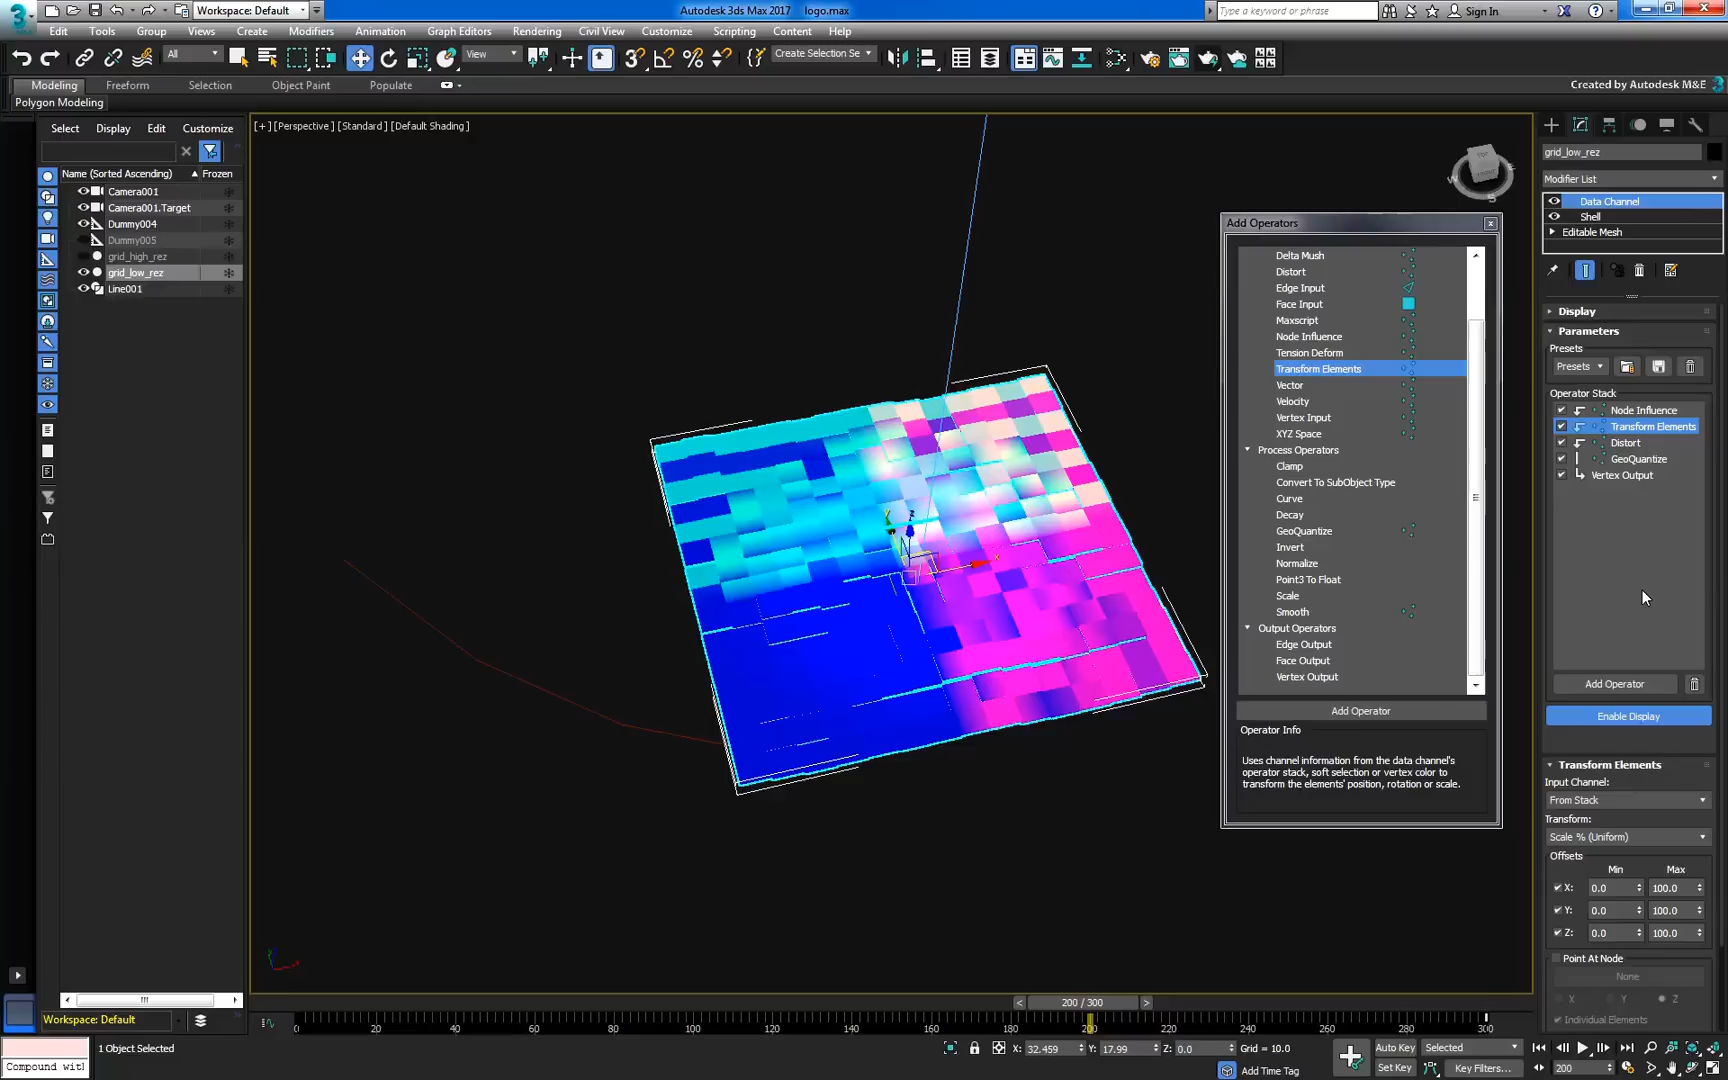 Workspace: Default
Autodesk 3ds Max 2017 logo.max
Type a keyword or phrase
Sign In
Edit Tools Group Views Create Modifiers Animation Graph Editors Rendering Civil View Customize Scripting Content Help
All
View
Create Selection Se
Modeling Freeform Selection Object Paint Populate
Created by Autodesk M&E
Polygon Modeling
Select Display Edit Customize
Name (Sorted Ascending) Frozen
Camera001
Camera001.Target
Dummy004
Dummy005
grid_high_rez
grid_low_rez
Line001
[+] [Perspective] [Standard] [Default Shading]
Add Operators
Delta Mush
Distort
Edge Input
Face Input
Maxscript
Node Influence
Tension Deform
Transform Elements
Vector
Velocity
Vertex Input
XYZ Space
Process Operators
Clamp
Convert To SubObject Type
Curve
Decay
GeoQuantize
Invert
Normalize
Point3 To Float
Scale
Smooth
Output Operators
Edge Output
Face Output
Vertex Output
Add Operator
Operator Info
Uses channel information from the data channel's
operator stack, soft selection or vertex color to
transform the elements' position, rotation or scale.
grid_low_rez
Modifier List
Data Channel
Shell
Editable Mesh
Display
Parameters
Presets
Presets
Operator Stack
Node Influence
Transform Elements
Distort
GeoQuantize
Vertex Output
Add Operator
Enable Display
Transform Elements
Input Channel:
From Stack
Transform:
Scale % (Uniform)
Offsets
Min Max
X: 0.0 100.0
Y: 0.0 100.0
Z: 0.0 100.0
Point At Node
None
X Y Z
Individual Elements
< 200 / 300 >
Workspace: Default
0 20 40 60 80 100 120 140 160 180 200 220 240 260 280 300
1 Object Selected
X: 32.459 Y: 17.99 Z: 0.0 Grid = 10.0
Auto Key Selected
Compound witl
Add Time Tag
Set Key Key Filters...
200